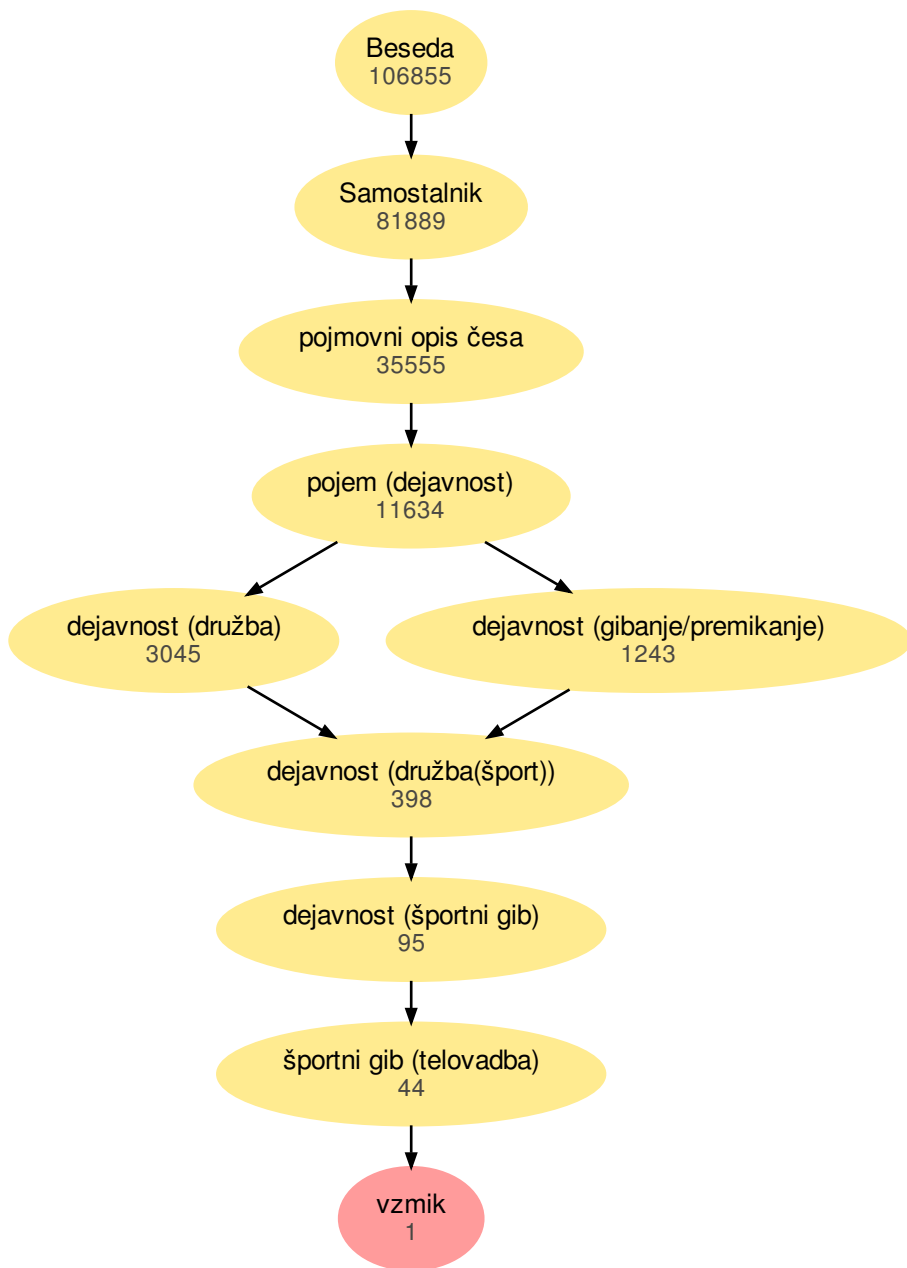 Beseda
106855
Samostalnik
81889
pojmovni opis česa
35555
pojem (dejavnost)
11634
dejavnost (družba)
3045
dejavnost (gibanje/premikanje)
1243
dejavnost (družba(šport))
398
dejavnost (športni gib)
95
športni gib (telovadba)
44
vzmik
1